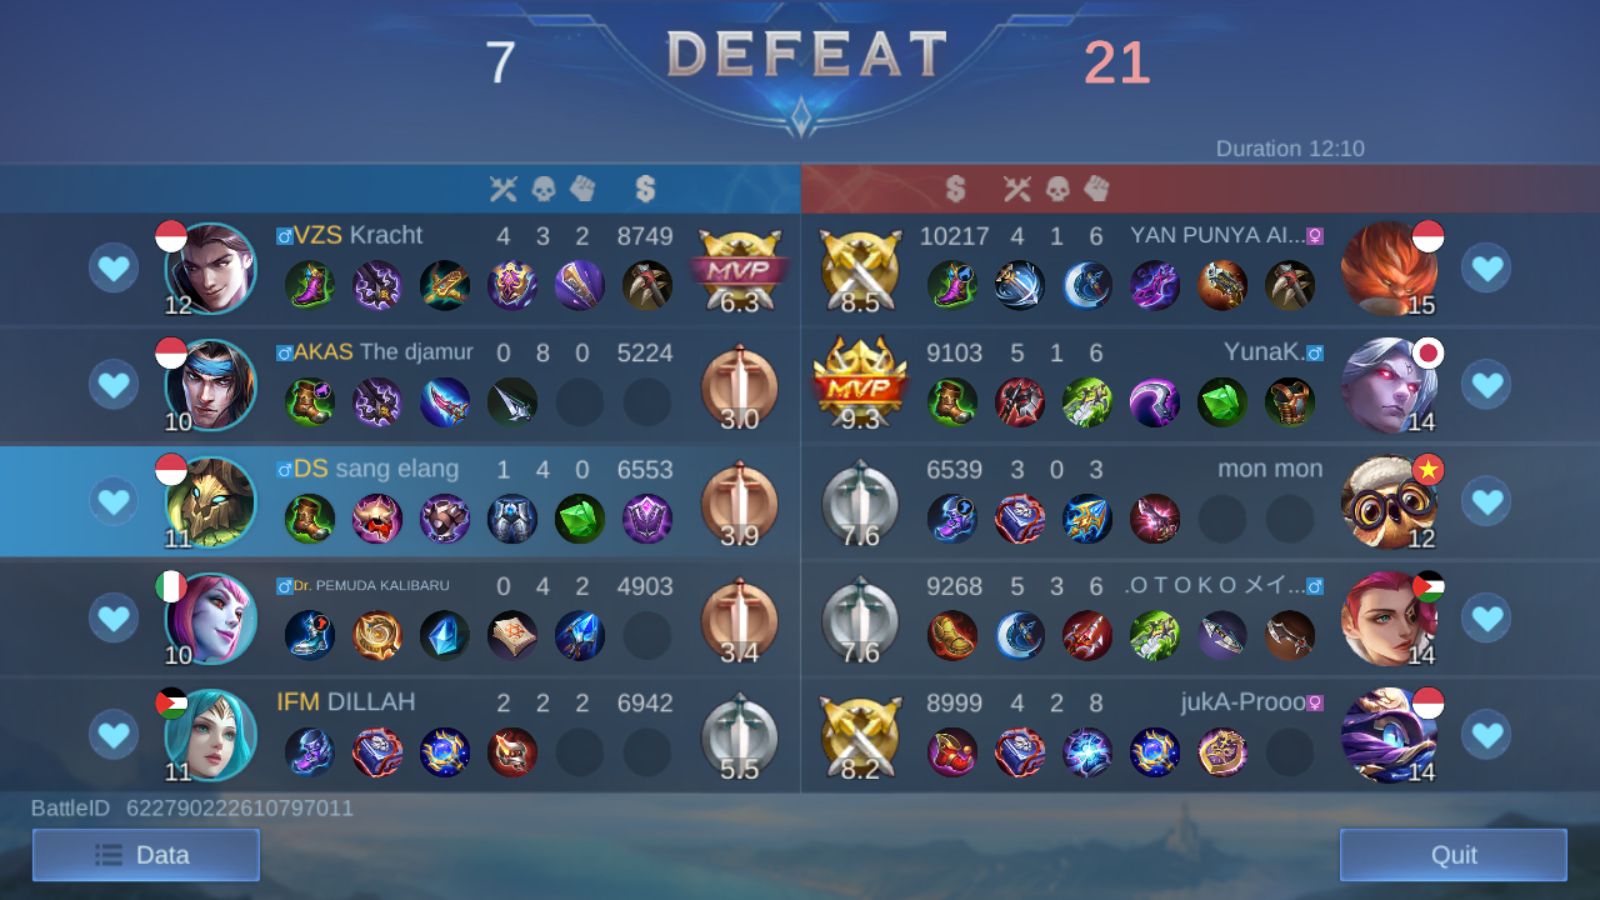 7 DEFEAT 21
Duration 12:10
VZS Kracht 4 3 2 8749
12
MVP 6.3
10217 4 1 6 YAN PUNYA AI...
8.5
15
AKAS The djamur 0 8 0 5224
10
3.0
9103 5 1 6 YunaK.
MVP 9.3
14
DS sang elang 1 4 0 6553
11
3.9
6539 3 0 3 mon mon
7.6
12
Dr. PEMUDA KALIBARU 0 4 2 4903
10
3.4
9268 5 3 6 .O T O K O メイ...
7.6
14
IFM DILLAH 2 2 2 6942
11
5.5
8999 4 2 8 jukA-Prooo
8.2
14
BattleID 622790222610797011
Data
Quit